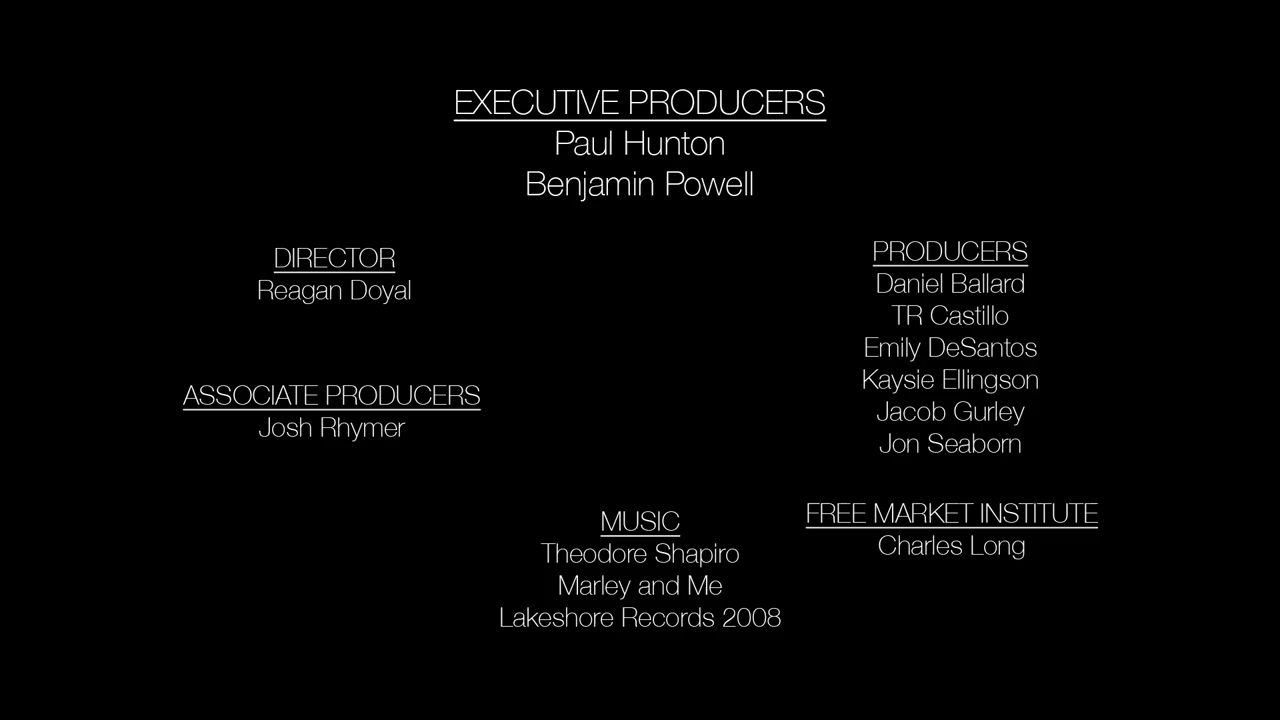 EXECUTIVE PRODUCERS
Paul Hunton
Benjamin Powell
DIRECTOR
Reagan Doyal
ASSOCIATE PRODUCERS
Josh Rhymer
PRODUCERS
Daniel Ballard
TR Castillo
Emily DeSantos
Kaysie Ellingson
Jacob Gurley
Jon Seaborn
MUSIC
Theodore Shapiro
Marley and Me
Lakeshore Records 2008
FREE MARKET INSTITUTE
Charles Long